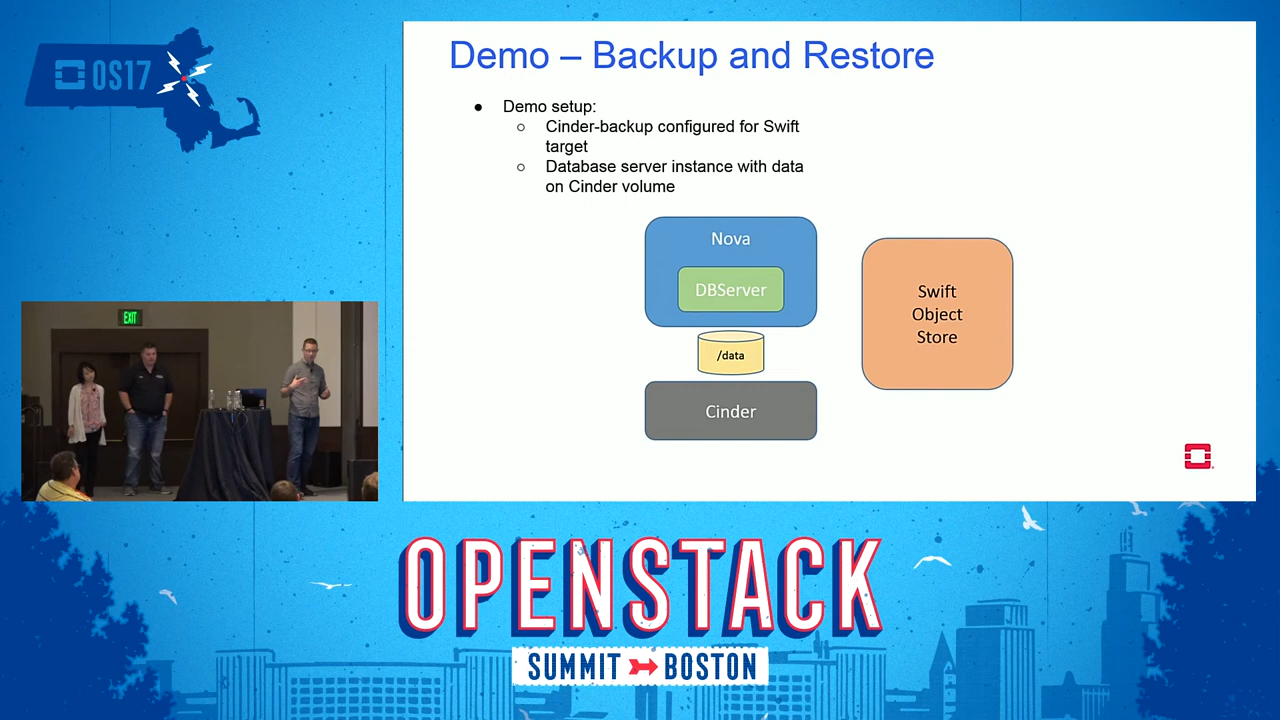 OS17
Demo – Backup and Restore
● Demo setup:
○ Cinder-backup configured for Swift
target
○ Database server instance with data
on Cinder volume
Nova
DBServer
/data
Cinder
Swift
Object
Store
EXIT
OPENSTACK
SUMMIT BOSTON